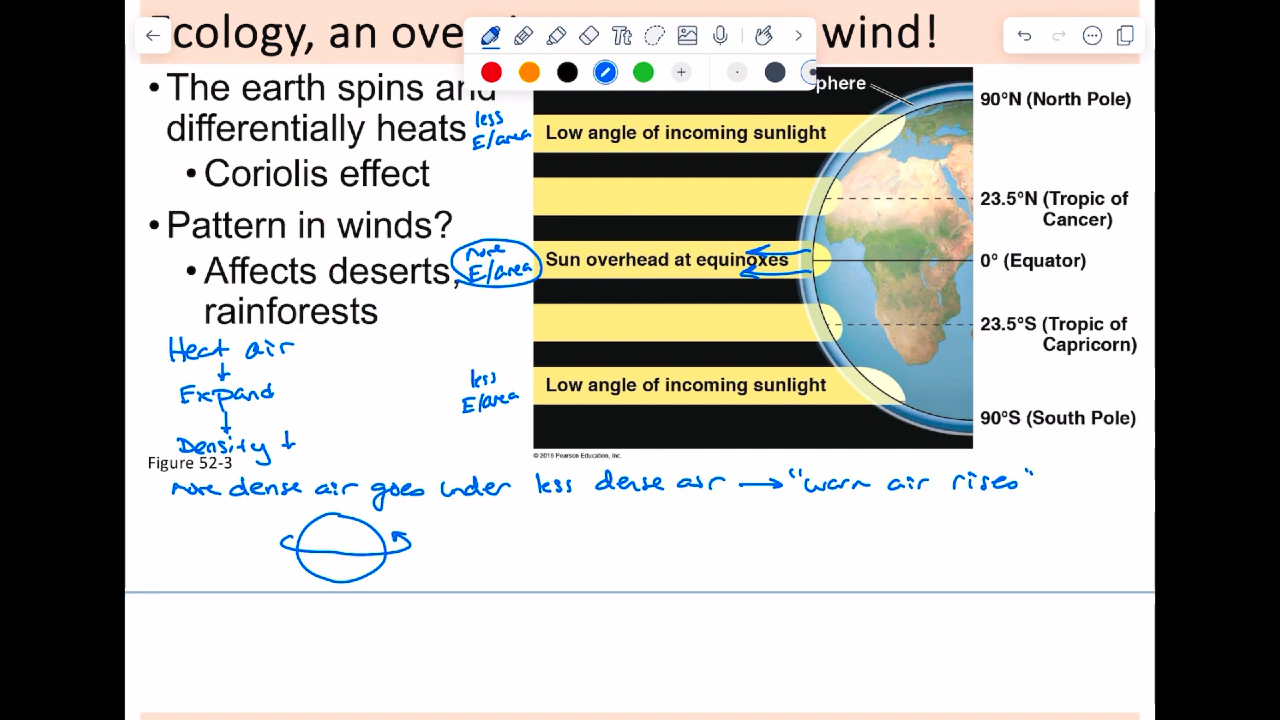 cology, an ove
wind!
• The earth spins and
differentially heats
• Coriolis effect
• Pattern in winds?
• Affects deserts,
rainforests
less
E/area
more
E/area
less
E/area
Heat air
↓
Expand
↓
Density ↓
Figure 52-3
more dense air goes under less dense air → "warm air rises"
Tt
phere
Low angle of incoming sunlight
Sun overhead at equinoxes
Low angle of incoming sunlight
90°N (North Pole)
23.5°N (Tropic of
Cancer)
0° (Equator)
23.5°S (Tropic of
Capricorn)
90°S (South Pole)
© 2016 Pearson Education, Inc.